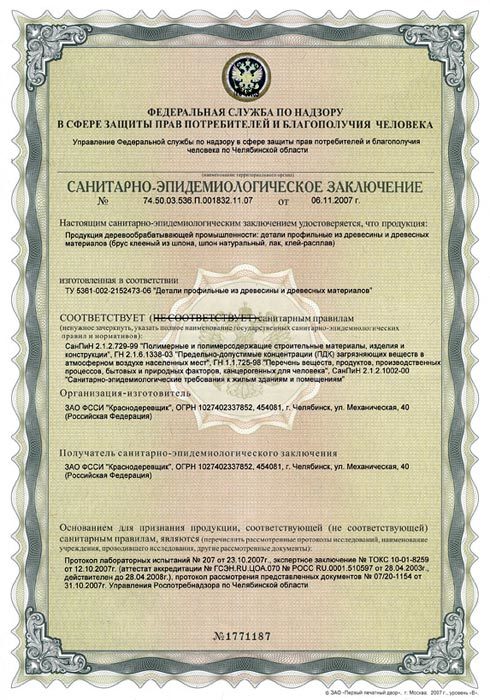 ФЕДЕРАЛЬНАЯ СЛУЖБА ПО НАДЗОРУ
В СФЕРЕ ЗАЩИТЫ ПРАВ ПОТРЕБИТЕЛЕЙ И БЛАГОПОЛУЧИЯ ЧЕЛОВЕКА
Управление Федеральной службы по надзору в сфере защиты прав потребителей и благополучия
человека по Челябинской области
(наименование территориального органа)
САНИТАРНО-ЭПИДЕМИОЛОГИЧЕСКОЕ ЗАКЛЮЧЕНИЕ
№ 74.50.03.536.П.001832.11.07 от 06.11.2007 г.
Настоящим санитарно-эпидемиологическим заключением удостоверяется, что продукция:
Продукция деревообрабатывающей промышленности: детали профильные из древесины и древесных
материалов (брус клееный из шпона, шпон натуральный, лак, клей-расплав)
изготовленная в соответствии
ТУ 5361-002-2152473-06 "Детали профильные из древесины и древесных материалов"
СООТВЕТСТВУЕТ (НЕ СООТВЕТСТВУЕТ) санитарным правилам
(ненужное зачеркнуть, указать полное наименование государственных санитарно-эпидемиологических
правил и нормативов):
СанПиН 2.1.2.729-99 "Полимерные и полимерсодержащие строительные материалы, изделия и
конструкции", ГН 2.1.6.1338-03 "Предельно-допустимые концентрации (ПДК) загрязняющих веществ в
атмосферном воздухе населенных мест", ГН 1.1.725-98 "Перечень веществ, продуктов, производственных
процессов, бытовых и природных факторов, канцерогенных для человека", СанПиН 2.1.2.1002-00
"Санитарно-эпидемиологические требования к жилым зданиям и помещениям"
Организация-изготовитель
ЗАО ФССИ "Краснодеревщик", ОГРН 1027402337852, 454081, г. Челябинск, ул. Механическая, 40
(Российская Федерация)
Получатель санитарно-эпидемиологического заключения
ЗАО ФССИ "Краснодеревщик", ОГРН 1027402337852, 454081, г. Челябинск, ул. Механическая, 40
(Российская Федерация)
Основанием для признания продукции, соответствующей (не соответствующей)
санитарным правилам, являются (перечислить рассмотренные протоколы исследований, наименование
учреждения, проводившего исследования, другие рассмотренные документы):
Протокол лабораторных испытаний № 207 от 23.10.2007г., экспертное заключение № ТОКС 10-01-8259
от 12.10.2007г. (аттестат аккредитации № ГСЭН.RU.ЦОА.070 № РОСС RU.0001.510597 от 28.04.2003г.,
действителен до 28.04.2008г.), протокол рассмотрения представленных документов № 07/20-1154 от
31.10.2007г. Управления Роспотребнадзора по Челябинской области
№1771187
© ЗАО «Первый печатный двор», г. Москва, 2007 г., уровень «В».